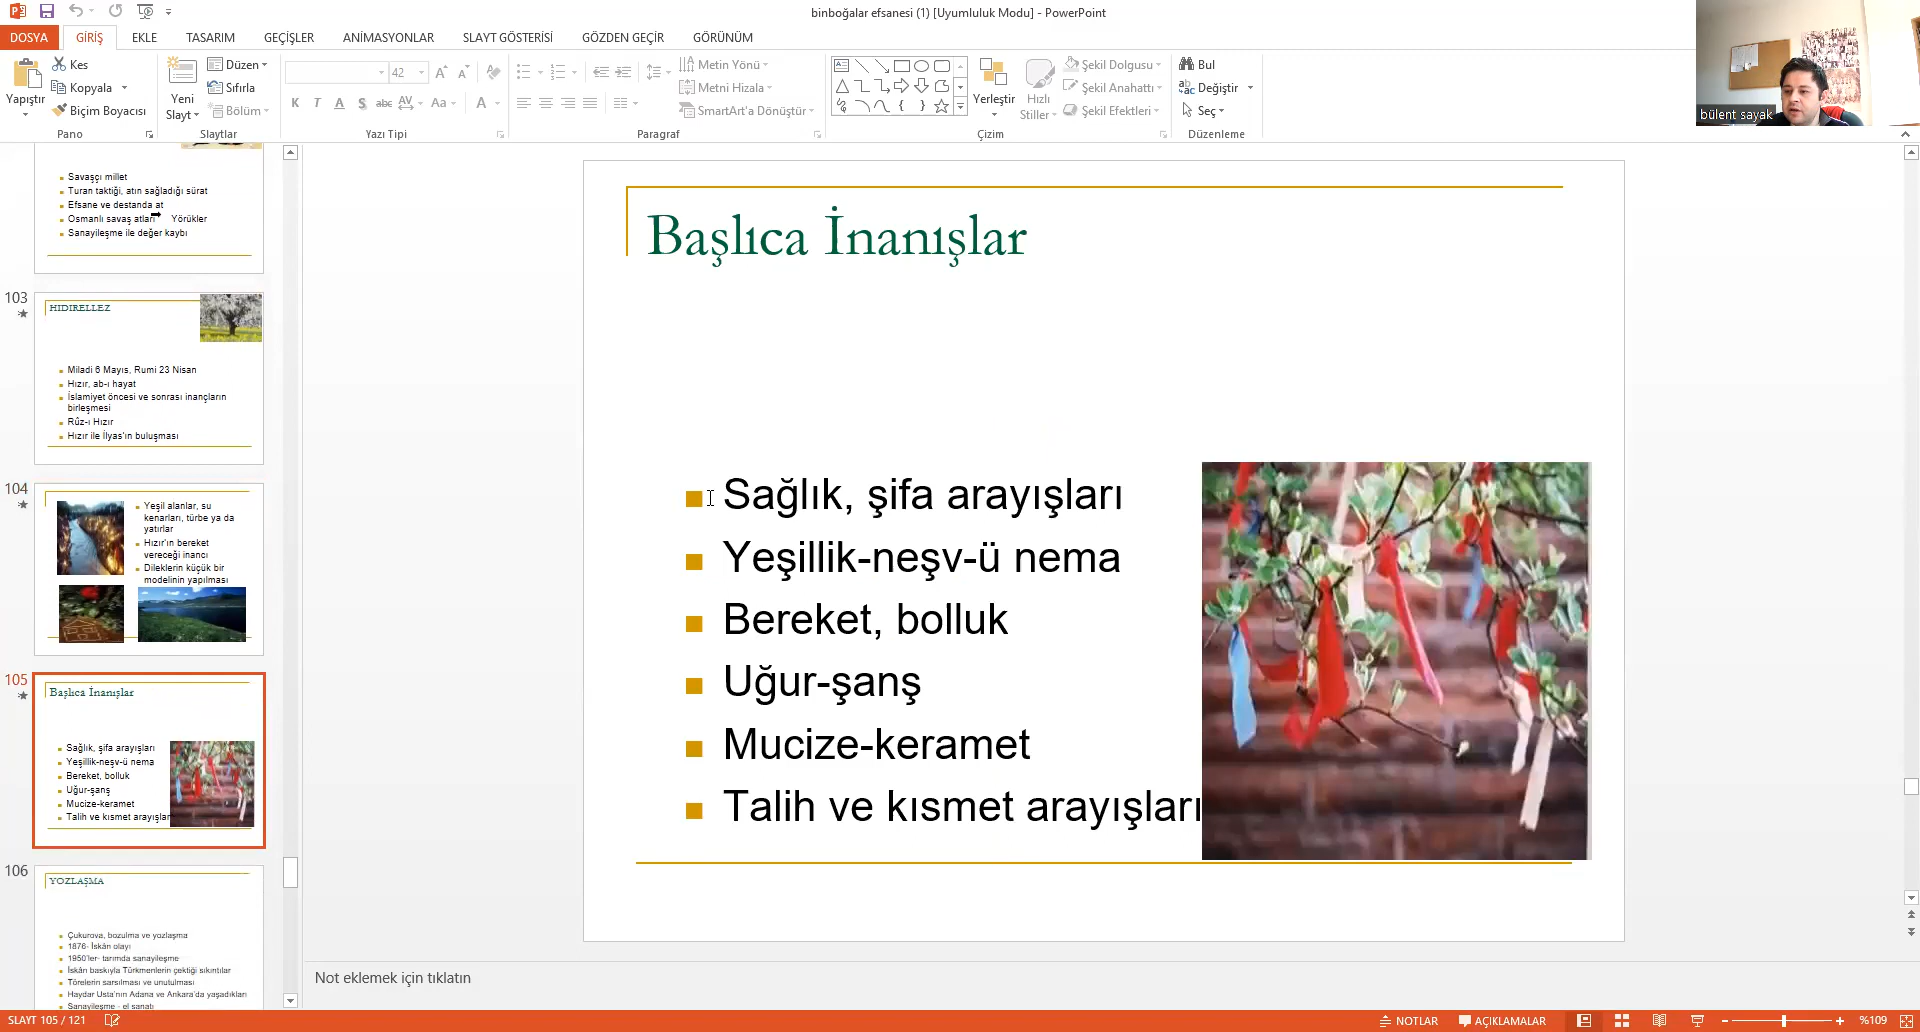 binboğalar efsanesi (1) [Uyumluluk Modu] - PowerPoint
DOSYA GİRİŞ EKLE TASARIM GEÇİŞLER ANİMASYONLAR SLAYT GÖSTERİSİ GÖZDEN GEÇİR GÖRÜNÜM
Yapıştır
Kes
Kopyala
Biçim Boyacısı
Pano
Yeni
Slayt
Düzen
Sıfırla
Bölüm
Slaytlar
42
K T A S abc AV Aa A
Yazı Tipi
Metin Yönü
Metni Hizala
SmartArt'a Dönüştür
Paragraf
Yerleştir
Hızlı
Stiller
Şekil Dolgusu
Şekil Anahattı
Şekil Efektleri
Çizim
Bul
Değiştir
Seç
Düzenleme
bülent sayak
Savaşçı millet
Turan taktiği, atın sağladığı sürat
Efsane ve destanda at
Osmanlı savaş atları Yörükler
Sanayileşme ile değer kaybı
103
HIDIRELLEZ
Miladi 6 Mayıs, Rumi 23 Nisan
Hızır, ab-ı hayat
İslamiyet öncesi ve sonrası inançların
birleşmesi
Rûz-ı Hızır
Hızır ile İlyas'ın buluşması
104
Yeşil alanlar, su
kenarları, türbe ya da
yatırlar
Hızır'ın bereket
vereceği inancı
Dileklerin küçük bir
modelinin yapılması
105
Başlıca İnanışlar
Sağlık, şifa arayışları
Yeşillik-neşv-ü nema
Bereket, bolluk
Uğur-şanş
Mucize-keramet
Talih ve kısmet arayışlar
106
YOZLAŞMA
Çukurova, bozulma ve yozlaşma
1876- İskân olayı
1950'ler- tarımda sanayileşme
İskân baskıyla Türkmenlerin çektiği sıkıntılar
Törelerin sarsılması ve unutulması
Haydar Usta'nın Adana ve Ankara'da yaşadıkları
Sanayileşme - el sanatı
Başlıca İnanışlar
Sağlık, şifa arayışları
Yeşillik-neşv-ü nema
Bereket, bolluk
Uğur-şanş
Mucize-keramet
Talih ve kısmet arayışları
Not eklemek için tıklatın
SLAYT 105 / 121
NOTLAR AÇIKLAMALAR %109